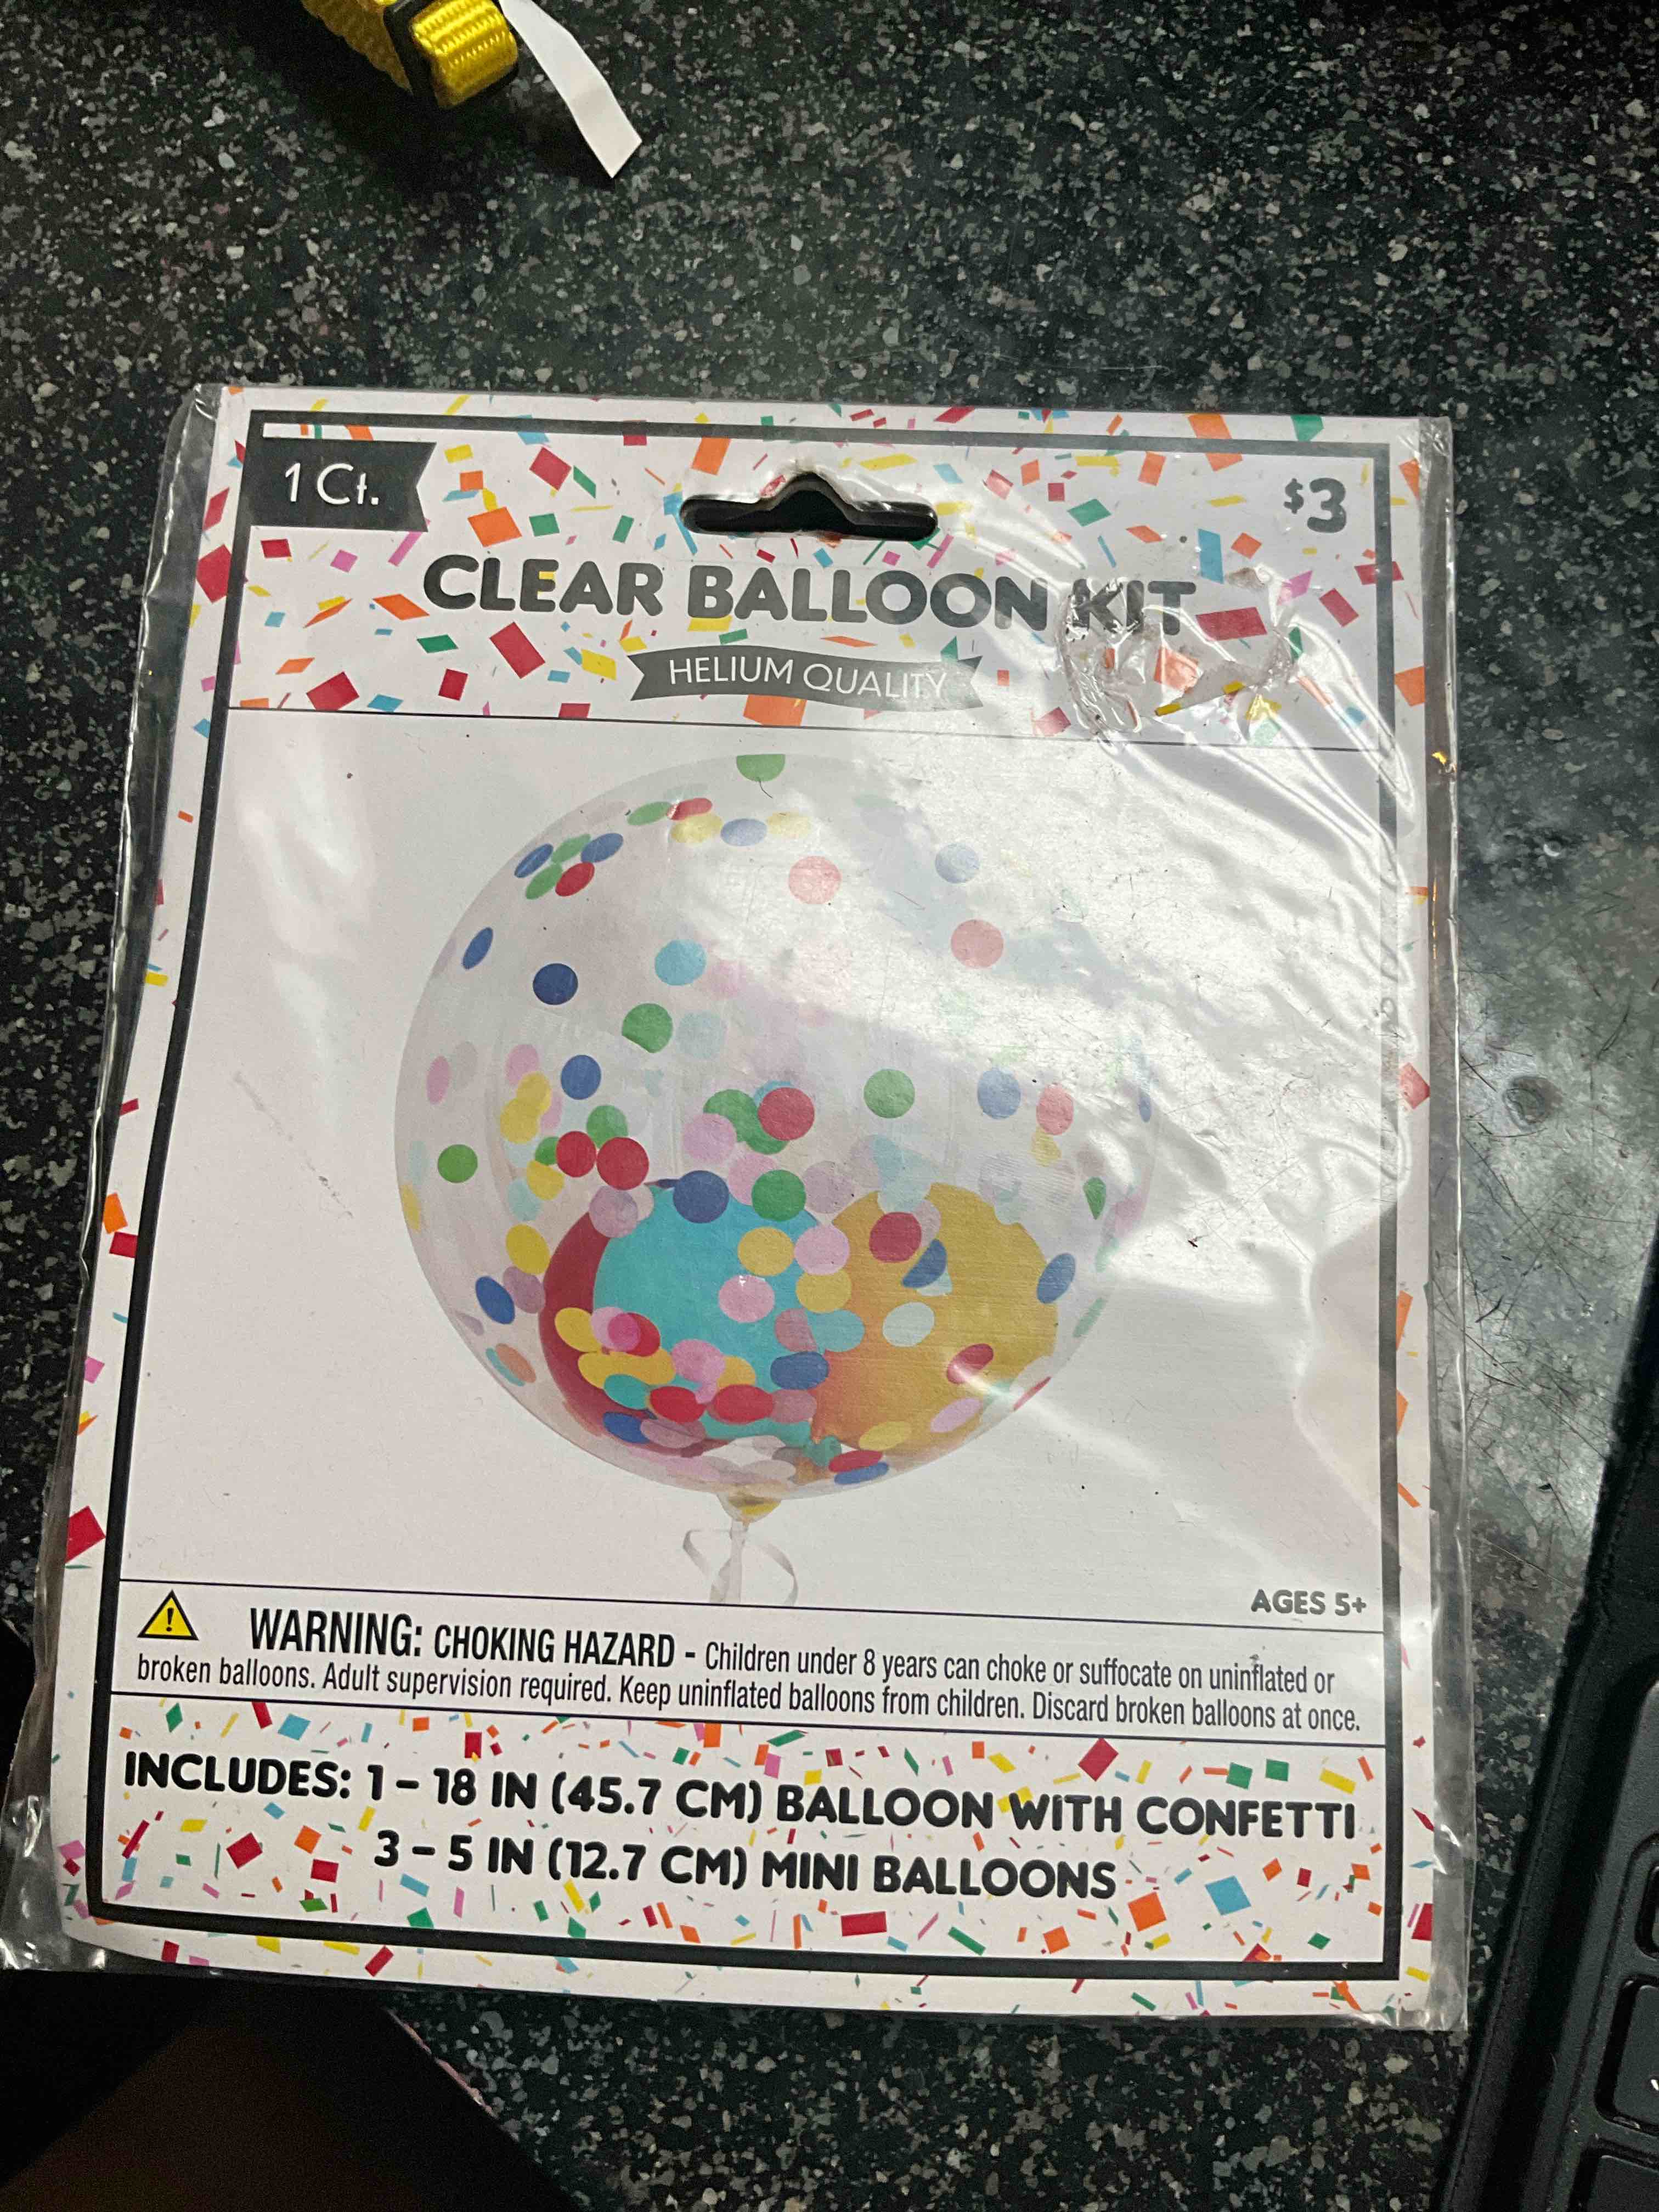 1 Ct.
$3
CLEAR BALLOON KIT
HELIUM QUALITY
AGES 5+
WARNING: CHOKING HAZARD - Children under 8 years can choke or suffocate on uninflated or
broken balloons. Adult supervision required. Keep uninflated balloons from children. Discard broken balloons at once.
INCLUDES: 1 – 18 IN (45.7 CM) BALLOON WITH CONFETTI
3 – 5 IN (12.7 CM) MINI BALLOONS